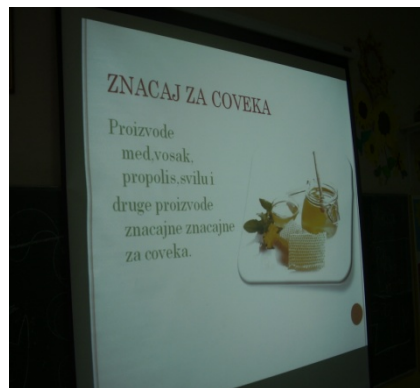 ZNACAJ ZA COVEKA
Proizvode
med,vosak,
propolis,svilu i
druge proizvode
znacajne znacajne
za coveka.